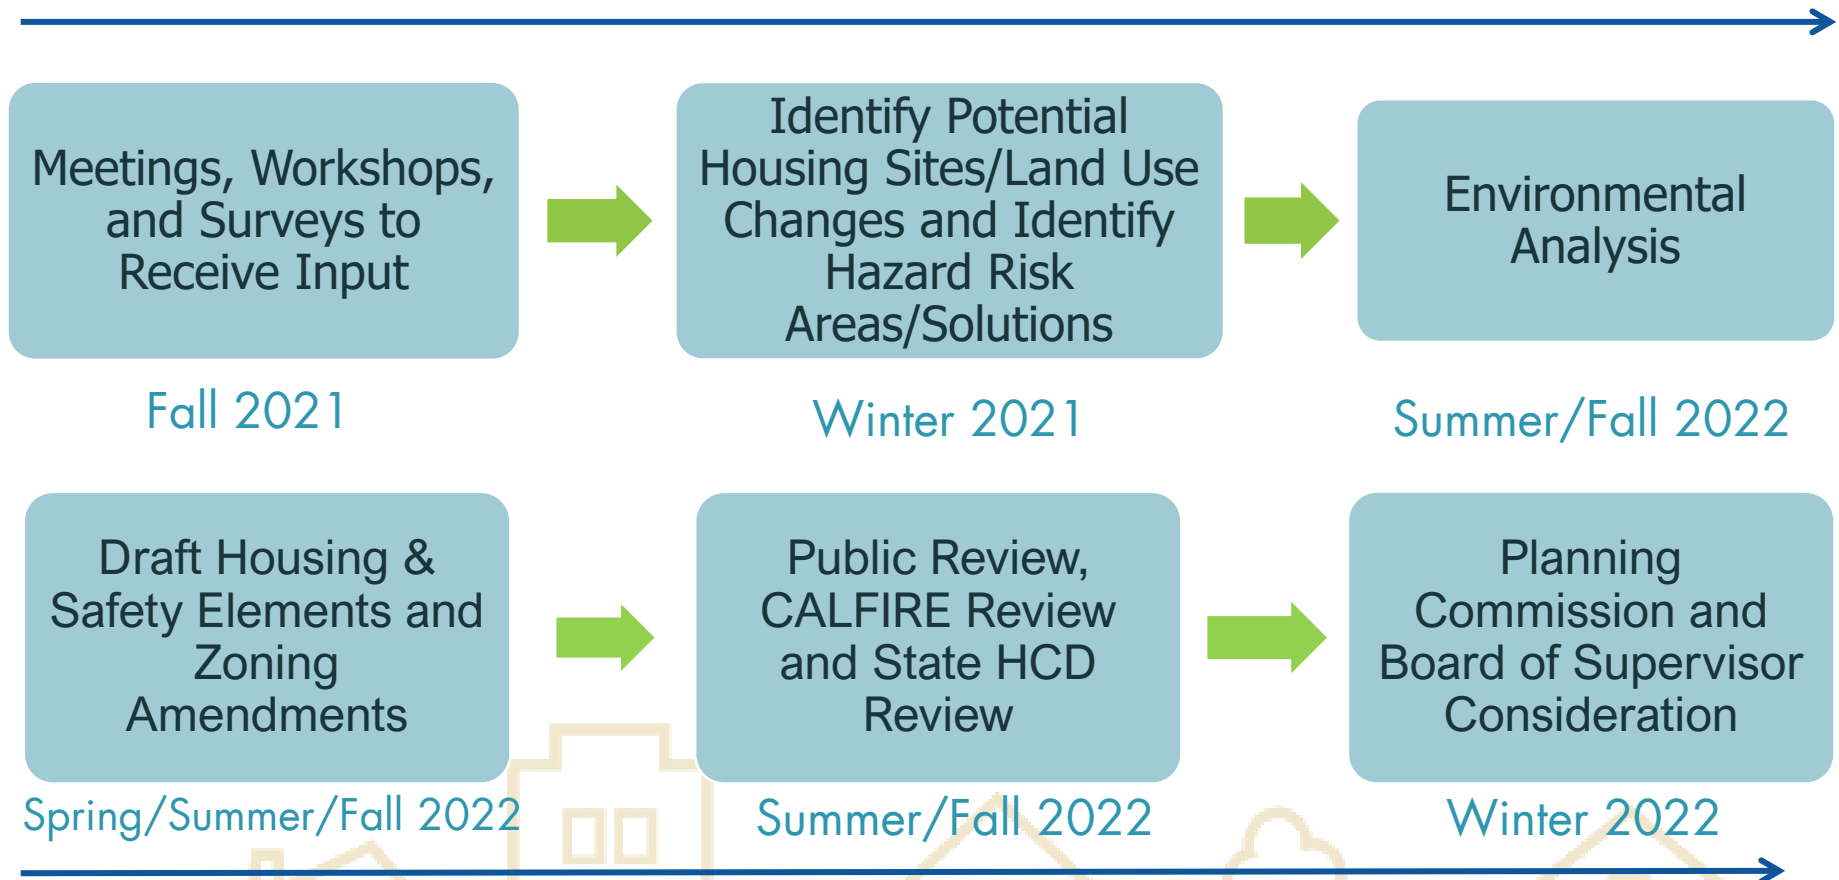 Meetings, Workshops,
and Surveys to
Receive Input
Fall 2021
Identify Potential
Housing Sites/Land Use
Changes and Identify
Hazard Risk
Areas/Solutions
Winter 2021
Environmental
Analysis
Summer/Fall 2022
Draft Housing &
Safety Elements and
Zoning
Amendments
Spring/Summer/Fall 2022
Public Review,
CALFIRE Review
and State HCD
Review
Summer/Fall 2022
Planning
Commission and
Board of Supervisor
Consideration
Winter 2022